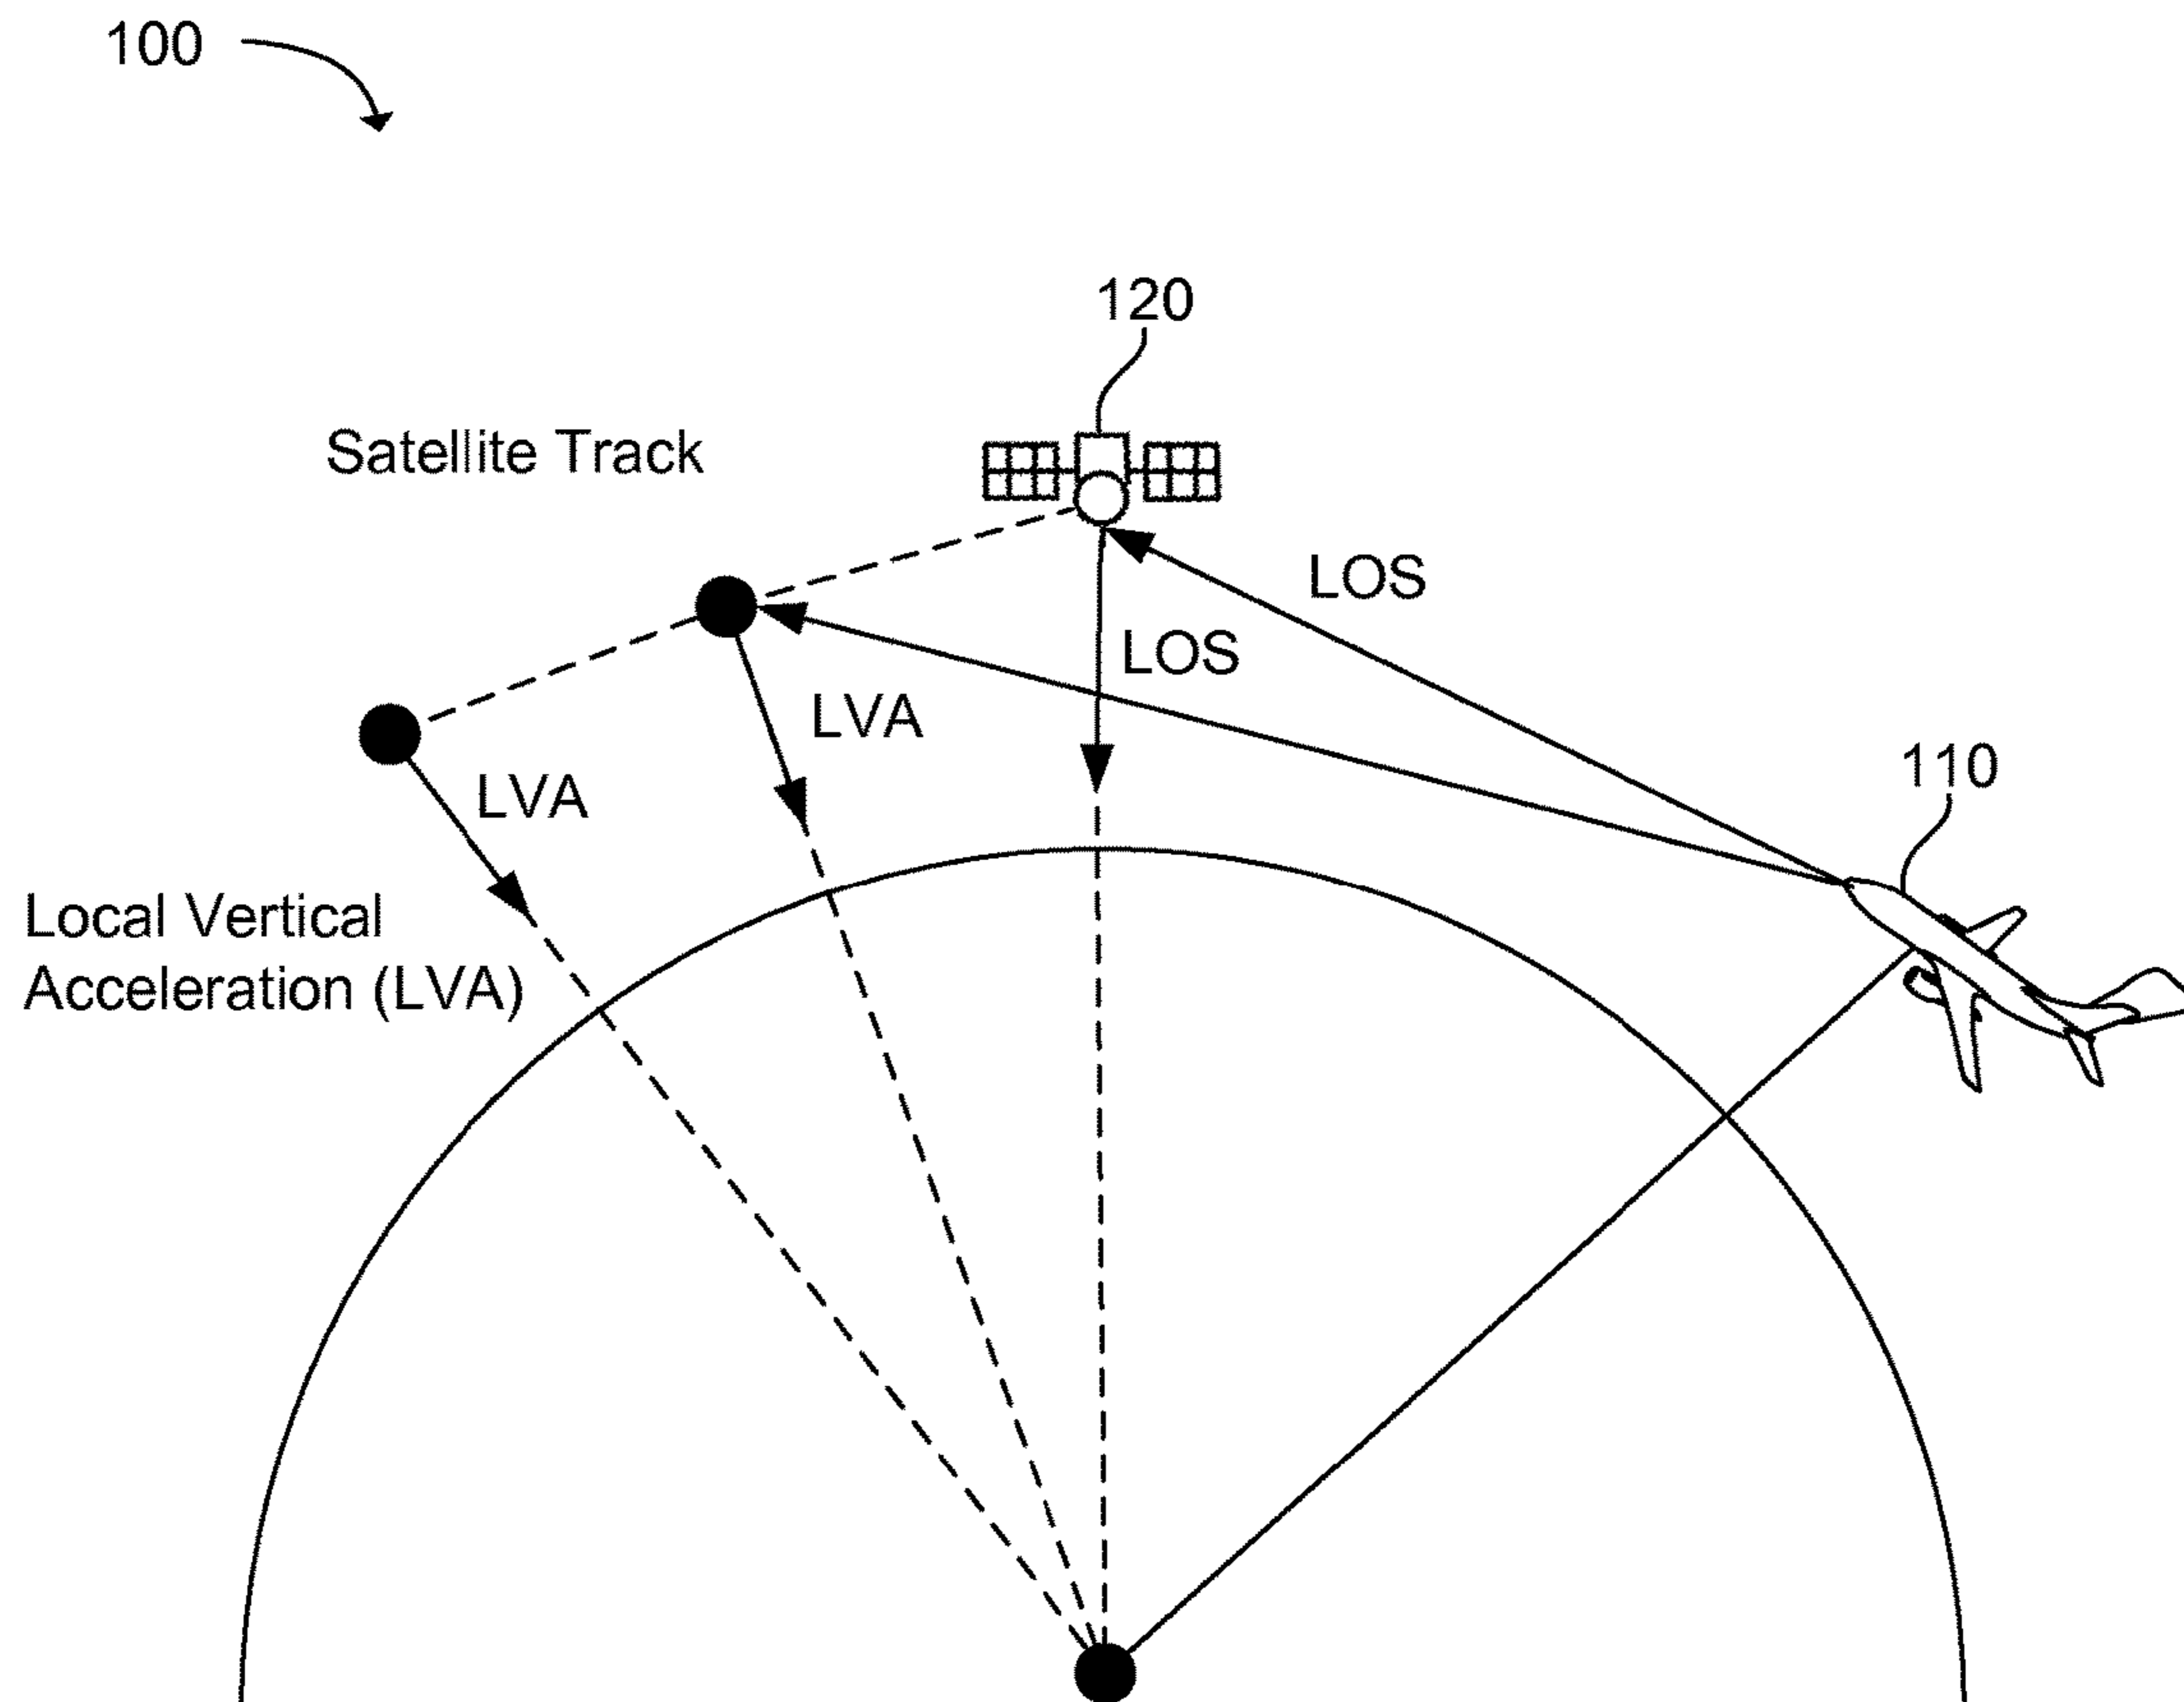 100
120
Satellite Track
LOS
LOS
LVA
110
LVA
Local Vertical
Acceleration (LVA)